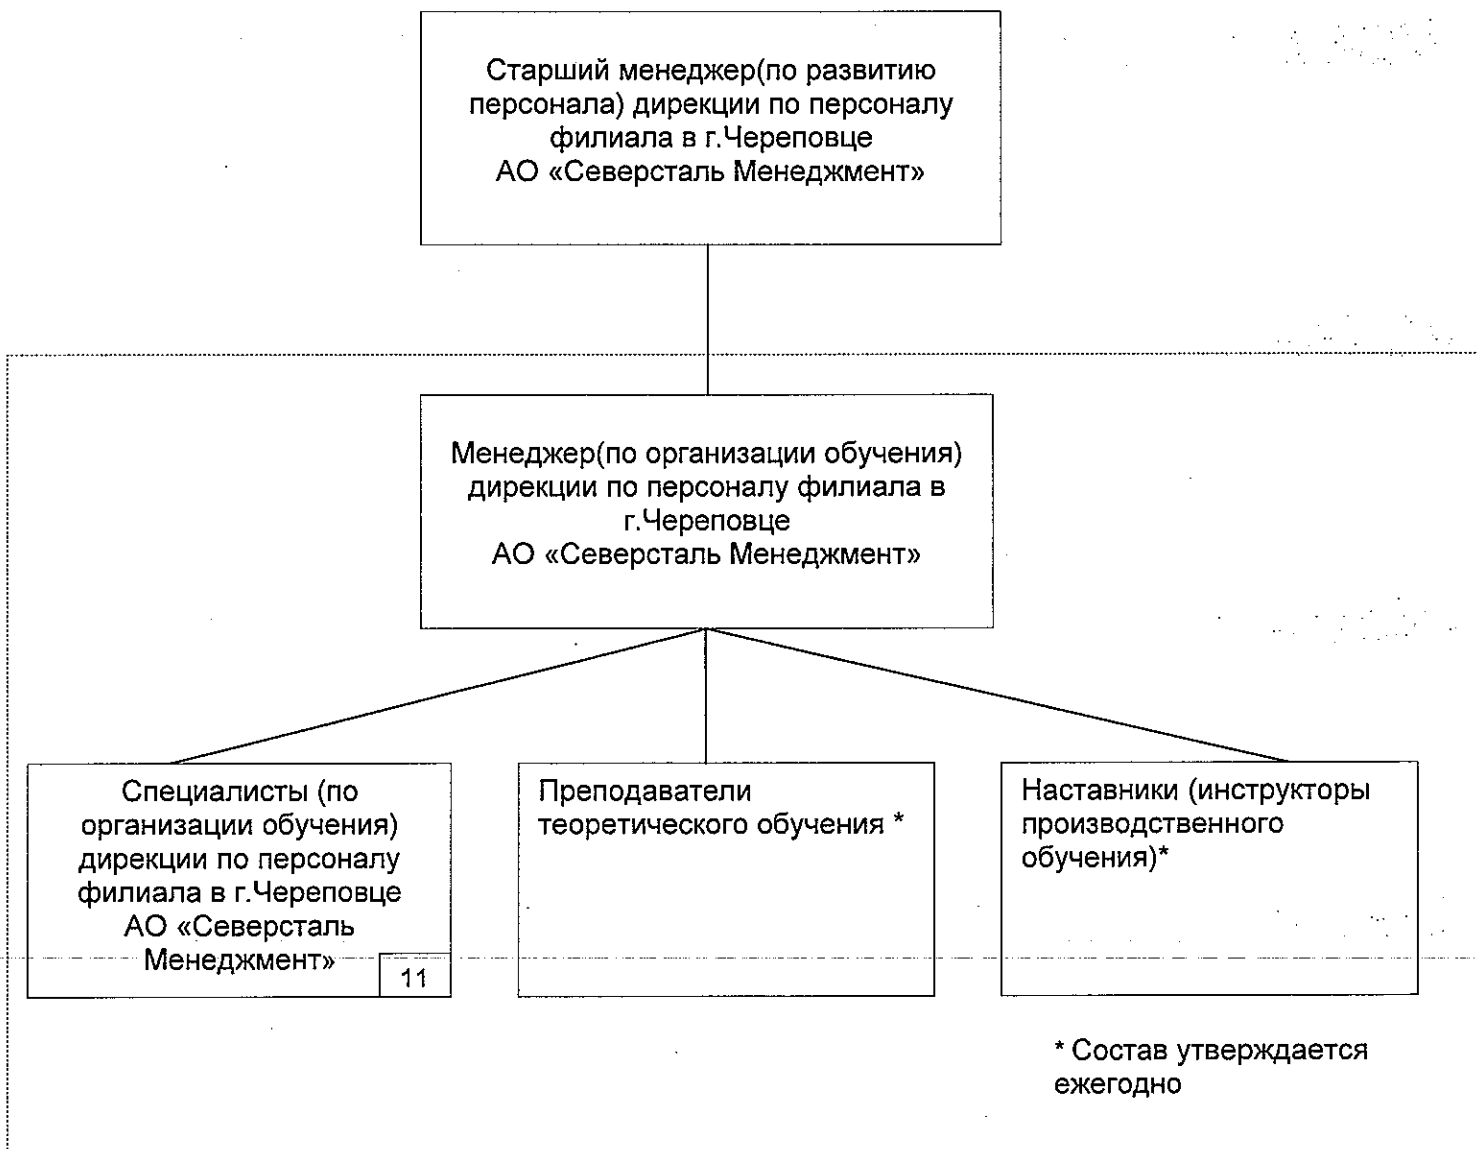 Старший менеджер(по развитию
персонала) дирекции по персоналу
филиала в г.Череповце
АО «Северсталь Менеджмент»
Менеджер(по организации обучения)
дирекции по персоналу филиала в
г.Череповце
АО «Северсталь Менеджмент»
Специалисты (по
организации обучения)
дирекции по персоналу
филиала в г.Череповце
АО «Северсталь
Менеджмент»
11
Преподаватели
теоретического обучения *
Наставники (инструкторы
производственного
обучения)*
* Состав утверждается
ежегодно